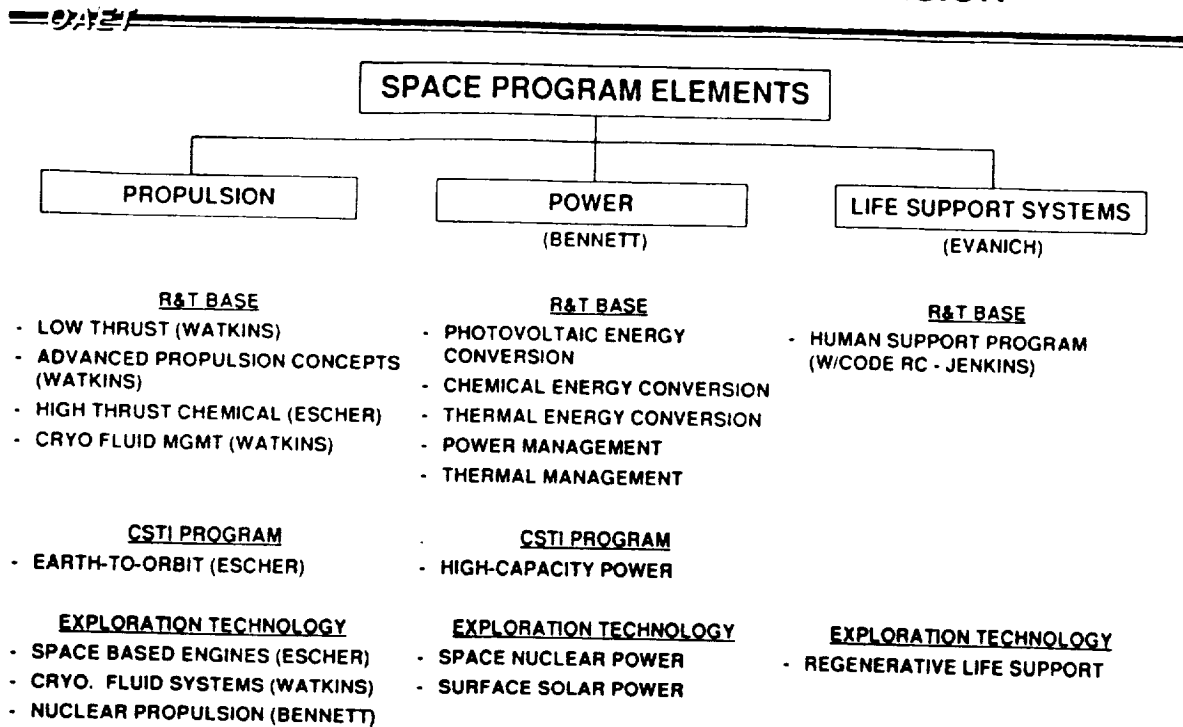 OAET
SPACE PROGRAM ELEMENTS
PROPULSION
R&T BASE
- LOW THRUST (WATKINS)
- ADVANCED PROPULSION CONCEPTS
(WATKINS)
- HIGH THRUST CHEMICAL (ESCHER)
- CRYO FLUID MGMT (WATKINS)
CSTI PROGRAM
- EARTH-TO-ORBIT (ESCHER)
EXPLORATION TECHNOLOGY
- SPACE BASED ENGINES (ESCHER)
- CRYO. FLUID SYSTEMS (WATKINS)
- NUCLEAR PROPULSION (BENNETT)
POWER
(BENNETT)
R&T BASE
- PHOTOVOLTAIC ENERGY
CONVERSION
- CHEMICAL ENERGY CONVERSION
- THERMAL ENERGY CONVERSION
- POWER MANAGEMENT
- THERMAL MANAGEMENT
CSTI PROGRAM
- HIGH-CAPACITY POWER
EXPLORATION TECHNOLOGY
- SPACE NUCLEAR POWER
- SURFACE SOLAR POWER
LIFE SUPPORT SYSTEMS
(EVANICH)
R&T BASE
- HUMAN SUPPORT PROGRAM
(W/CODE RC - JENKINS)
EXPLORATION TECHNOLOGY
- REGENERATIVE LIFE SUPPORT